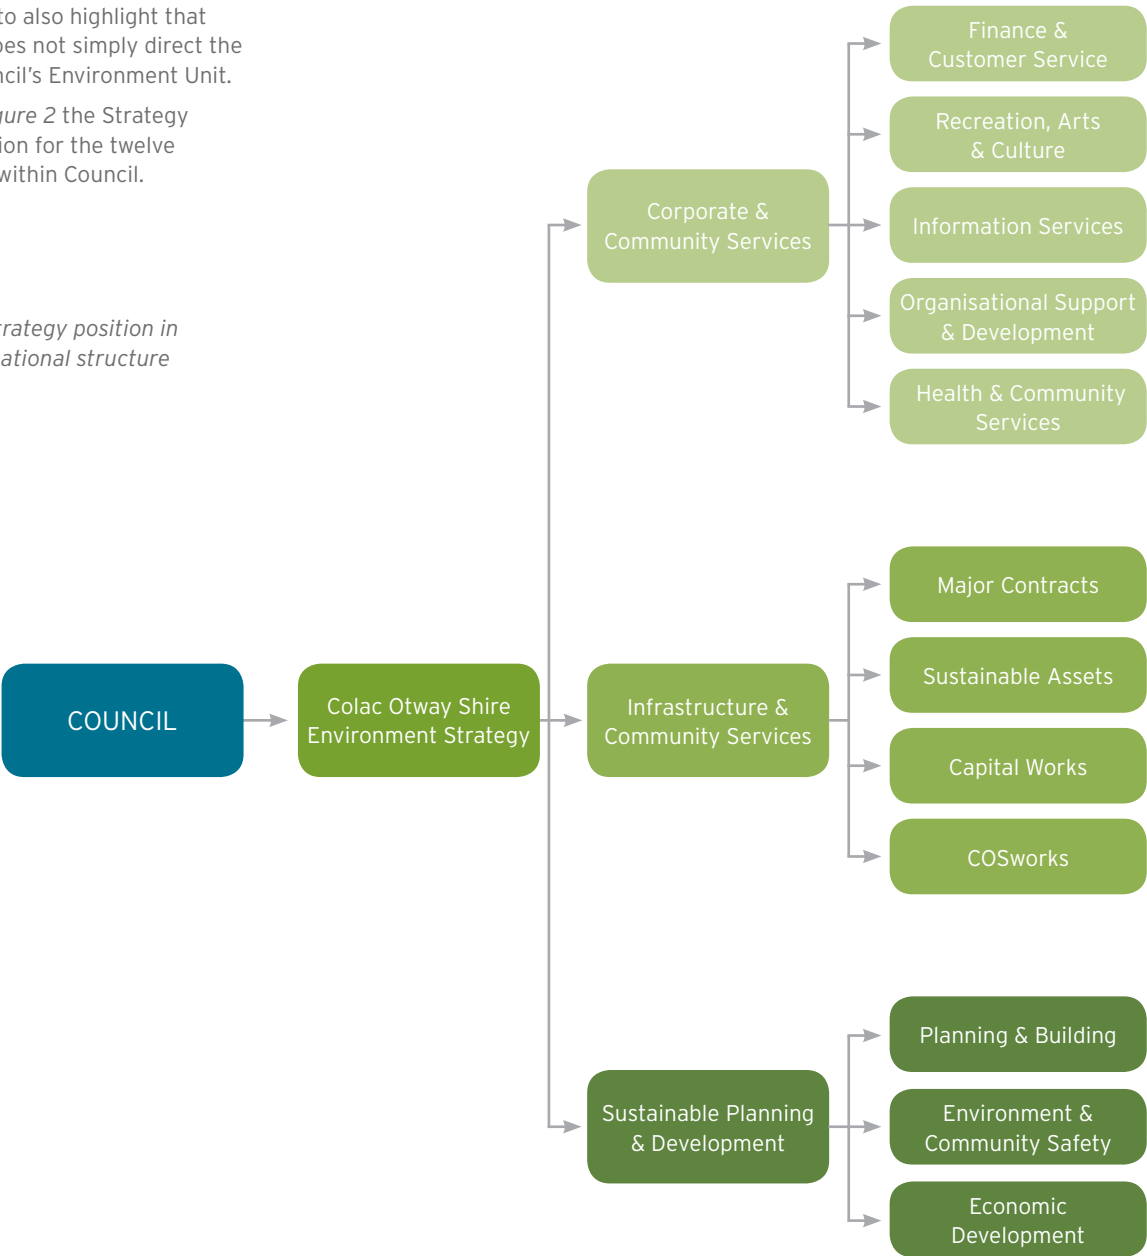 to also highlight that
oes not simply direct the
ncil's Environment Unit.
gure 2 the Strategy
tion for the twelve
within Council.
trategy position in
ational structure
COUNCIL
Colac Otway Shire
Environment Strategy
Corporate &
Community Services
Finance &
Customer Service
Recreation, Arts
& Culture
Information Services
Organisational Support
& Development
Health & Community
Services
Infrastructure &
Community Services
Major Contracts
Sustainable Assets
Capital Works
COSworks
Sustainable Planning
& Development
Planning & Building
Environment &
Community Safety
Economic
Development